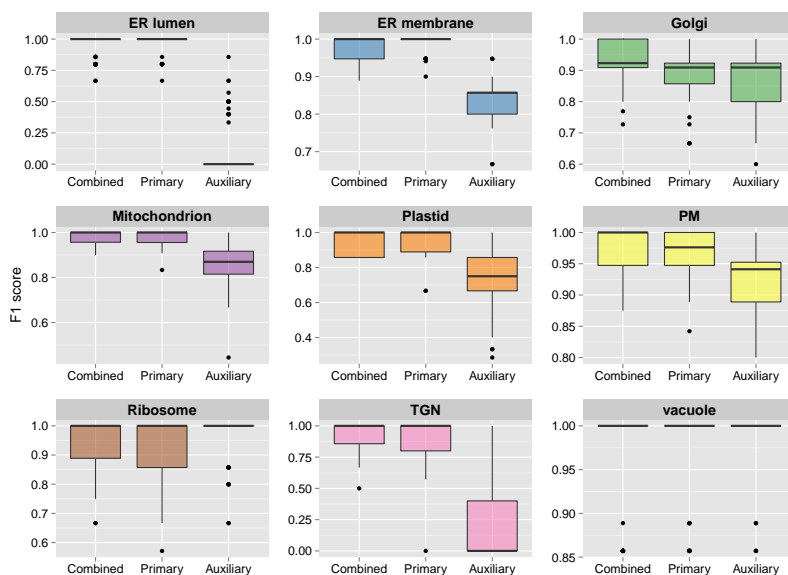 ER lumen
ER membrane
Golgi
1.00
0.75
0.50
0.25
0.00
1.0
0.9
0.8
0.7
1.0
0.9
0.8
0.7
0.6
Combined Primary Auxiliary
Combined Primary Auxiliary
Combined Primary Auxiliary
Mitochondrion
Plastid
PM
F1 score
1.0
0.8
0.6
1.0
0.8
0.6
0.4
1.00
0.95
0.90
0.85
0.80
Combined Primary Auxiliary
Combined Primary Auxiliary
Combined Primary Auxiliary
Ribosome
TGN
vacuole
1.0
0.9
0.8
0.7
0.6
1.00
0.75
0.50
0.25
0.00
1.00
0.95
0.90
0.85
Combined Primary Auxiliary
Combined Primary Auxiliary
Combined Primary Auxiliary